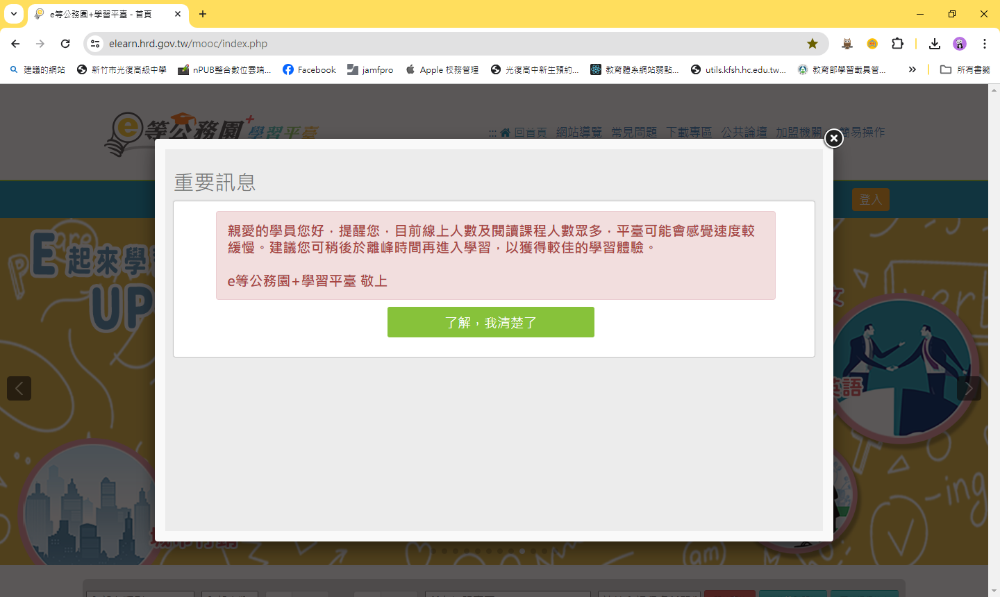 e等公務園+學習平臺 - 首頁
elearn.hrd.gov.tw/mooc/index.php
建議的網站 新竹市光復高級中學 nPUB整合數位雲端... Facebook jamfpro Apple 校務管理 光復高中新生預約... 教育體系網站弱點... utils.kfsh.hc.edu.tw... 教育部學習載具管... 所有書籤
e等公務園+學習平臺
::: 回首頁 網站導覽 常見問題 下載專區 公共論壇 加盟機關 簡易操作
登入
重要訊息
親愛的學員您好，提醒您，目前線上人數及閱讀課程人數眾多，平臺可能會感覺速度較
緩慢。建議您可稍後於離峰時間再進入學習，以獲得較佳的學習體驗。
e等公務園+學習平臺 敬上
了解，我清楚了
E起來學
UP
英語
-ing
am